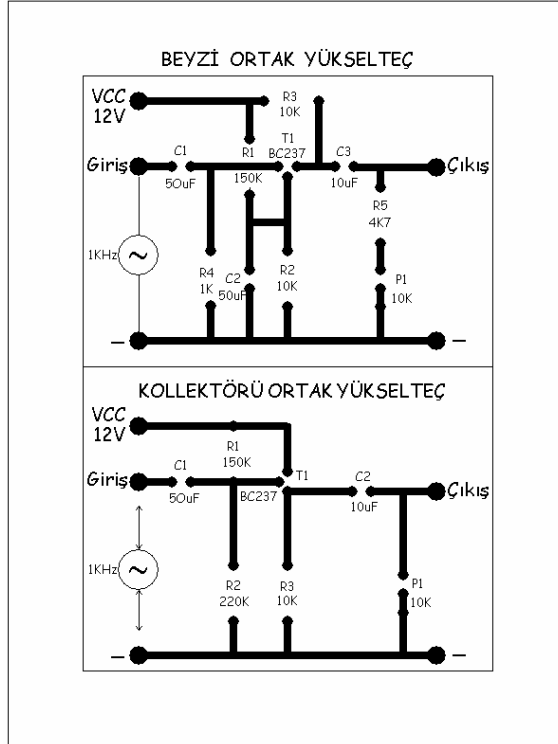 BEYZİ ORTAK YÜKSELTEÇ
VCC
12V
R3
10K
Giriş
C1
50uF
R1
150K
T1
BC237
C3
10uF
Çıkış
R5
4K7
1KHz
~
R4
1K
C2
50uF
R2
10K
P1
10K
–
–
KOLLEKTÖRÜ ORTAK YÜKSELTEÇ
VCC
12V
R1
150K
Giriş
C1
50uF
T1
BC237
C2
10uF
Çıkış
1KHz
~
R2
220K
R3
10K
P1
10K
–
–